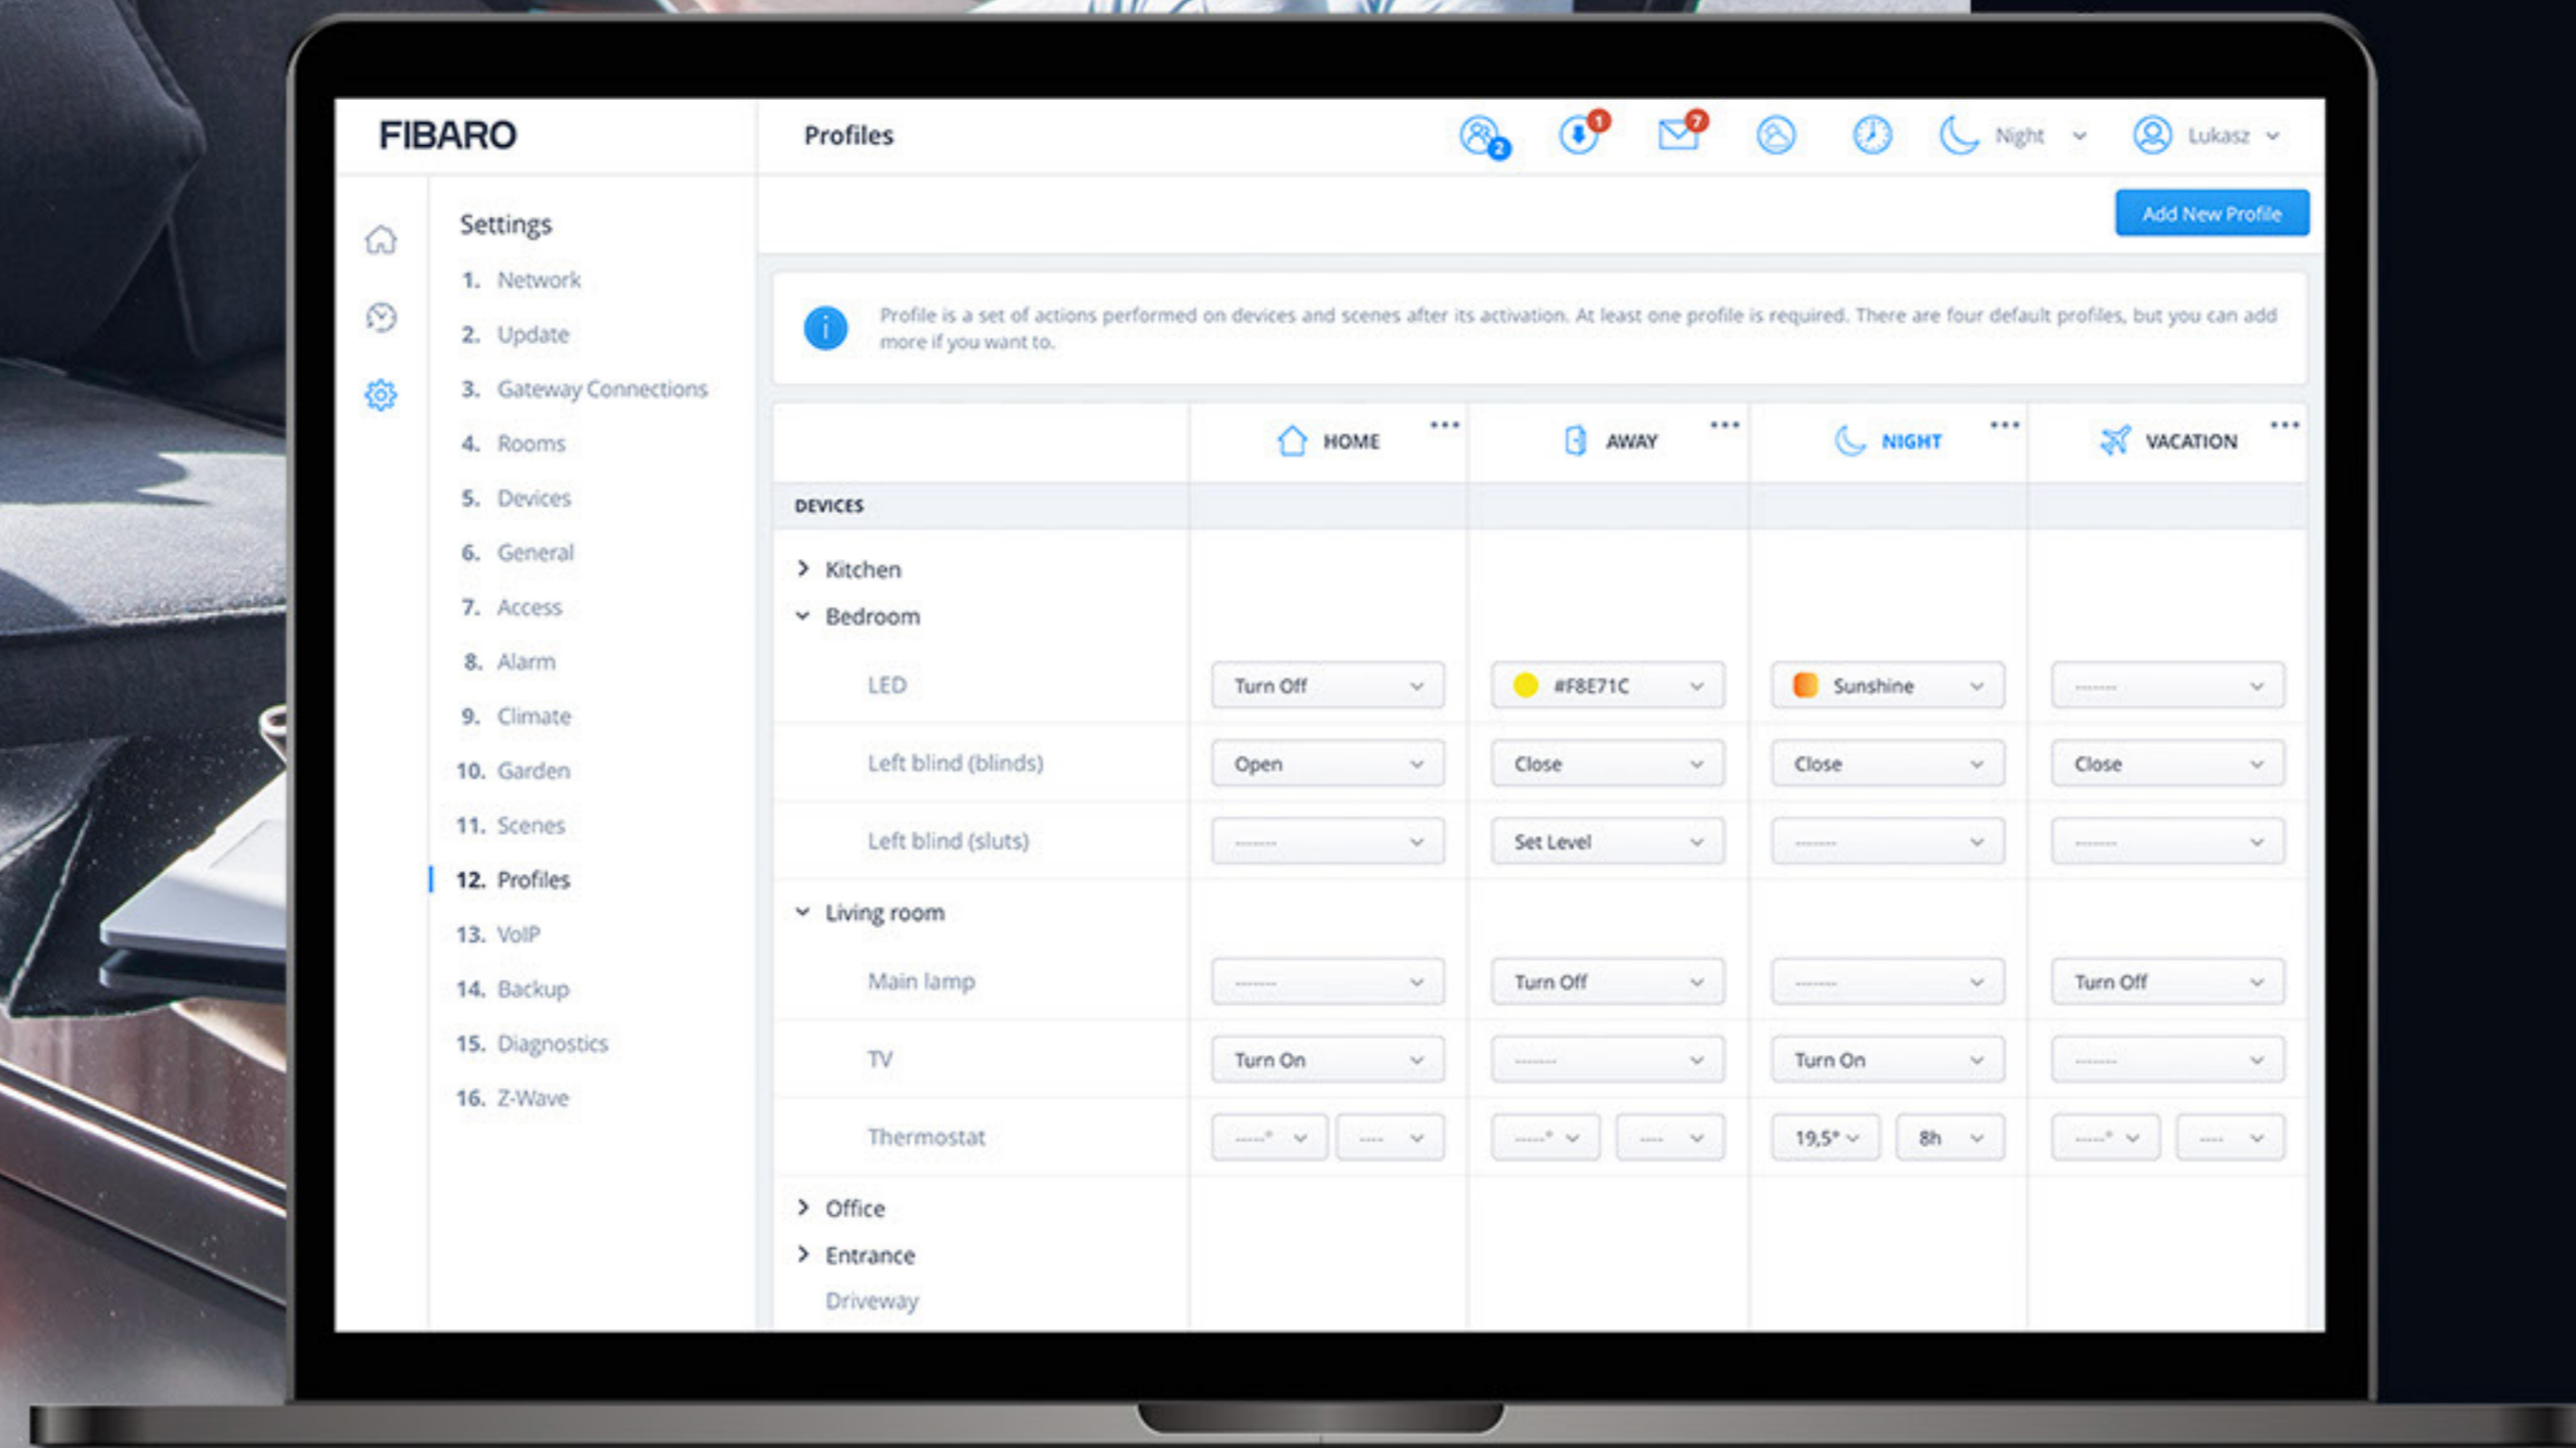 FIBARO
Profiles
2
1
7
Night
Lukasz
Settings
Add New Profile
1. Network
2. Update
3. Gateway Connections
4. Rooms
5. Devices
6. General
7. Access
8. Alarm
9. Climate
10. Garden
11. Scenes
12. Profiles
13. VoIP
14. Backup
15. Diagnostics
16. Z-Wave
Profile is a set of actions performed on devices and scenes after its activation. At least one profile is required. There are four default profiles, but you can add
more if you want to.
HOME AWAY NIGHT VACATION
DEVICES
Kitchen
Bedroom
LED Turn Off #F8E71C Sunshine -------
Left blind (blinds) Open Close Close Close
Left blind (sluts) ------- Set Level ------- -------
Living room
Main lamp ------- Turn Off ------- Turn Off
TV Turn On ------- Turn On -------
Thermostat -----° ---- -----° ---- 19,5° 8h -----° ----
Office
Entrance
Driveway